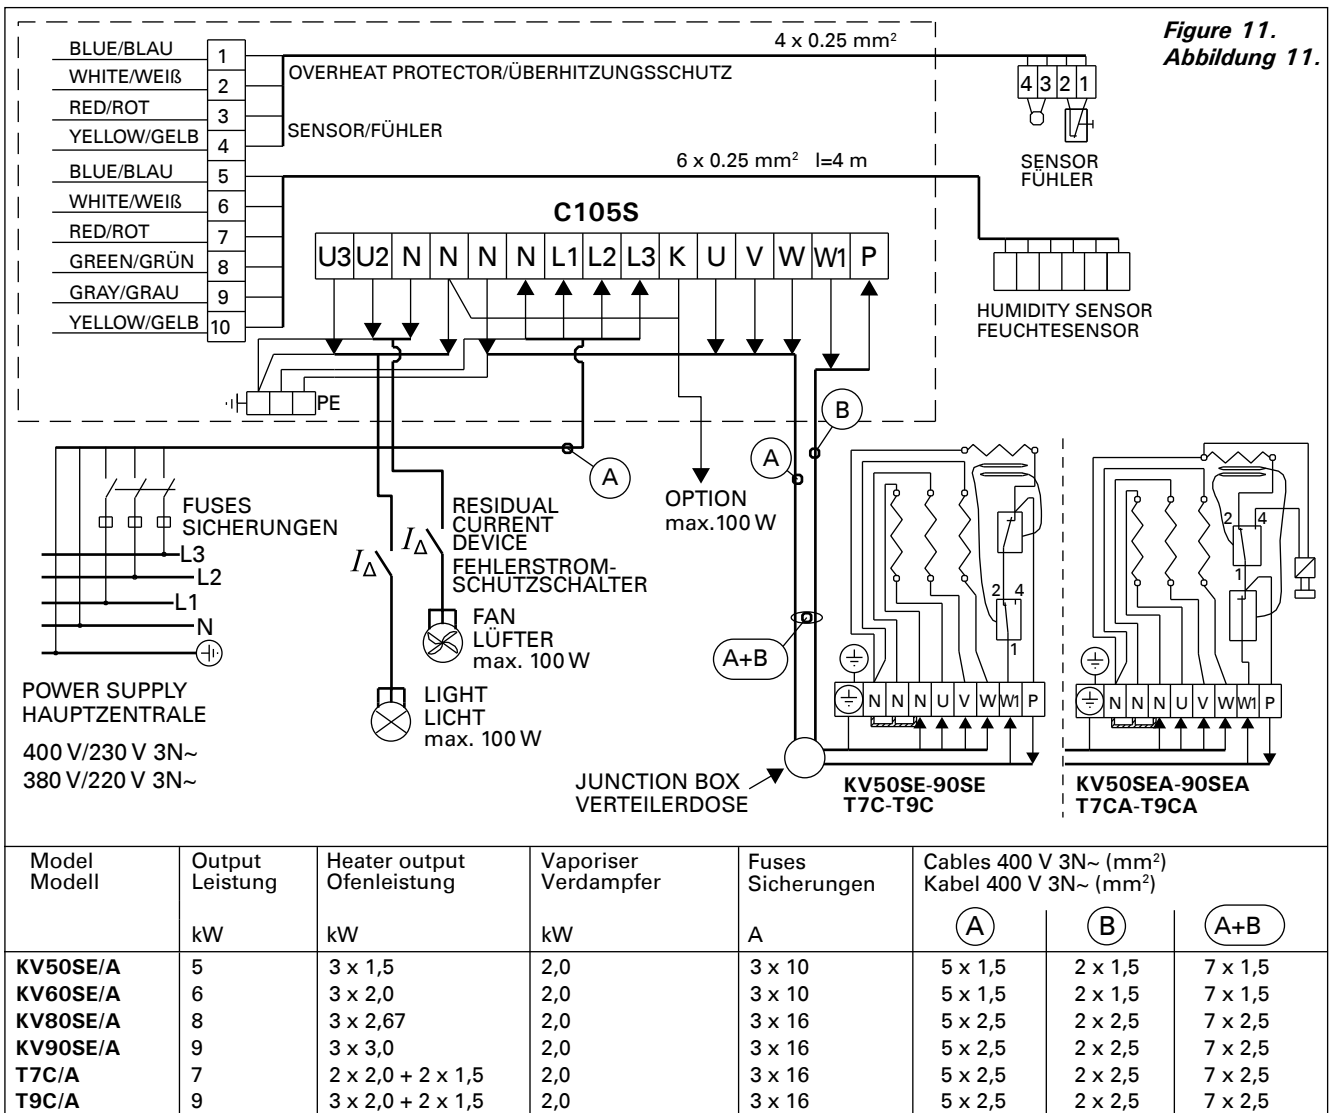 Figure 11.
Abbildung 11.
BLUE/BLAU 1
WHITE/WEIß 2
RED/ROT 3
YELLOW/GELB 4
BLUE/BLAU 5
WHITE/WEIß 6
RED/ROT 7
GREEN/GRÜN 8
GRAY/GRAU 9
YELLOW/GELB 10
4 x 0.25 mm²
OVERHEAT PROTECTOR/ÜBERHITZUNGSSCHUTZ
SENSOR/FÜHLER
6 x 0.25 mm² l=4 m
4 3 2 1
SENSOR
FÜHLER
HUMIDITY SENSOR
FEUCHTESENSOR
C105S
U3 U2 N N N N L1 L2 L3 K U V W W1 P
PE
A
B
A
A+B
OPTION
max.100 W
FUSES
SICHERUNGEN
L3
L2
L1
N
POWER SUPPLY
HAUPTZENTRALE
400 V/230 V 3N~
380 V/220 V 3N~
RESIDUAL
CURRENT
DEVICE
FEHLERSTROM-
SCHUTZSCHALTER
IΔ
IΔ
FAN
LÜFTER
max. 100 W
LIGHT
LICHT
max. 100 W
JUNCTION BOX
VERTEILERDOSE
2 4
1
N N N U V W W1 P
KV50SE-90SE
T7C-T9C
2 4
1
N N N U V W W1 P
KV50SEA-90SEA
T7CA-T9CA
Model Output Heater output Vaporiser Fuses Cables 400 V 3N~ (mm²)
Modell Leistung Ofenleistung Verdampfer Sicherungen Kabel 400 V 3N~ (mm²)
kW kW kW A A B A+B
KV50SE/A 5 3 x 1,5 2,0 3 x 10 5 x 1,5 2 x 1,5 7 x 1,5
KV60SE/A 6 3 x 2,0 2,0 3 x 10 5 x 1,5 2 x 1,5 7 x 1,5
KV80SE/A 8 3 x 2,67 2,0 3 x 16 5 x 2,5 2 x 2,5 7 x 2,5
KV90SE/A 9 3 x 3,0 2,0 3 x 16 5 x 2,5 2 x 2,5 7 x 2,5
T7C/A 7 2 x 2,0 + 2 x 1,5 2,0 3 x 16 5 x 2,5 2 x 2,5 7 x 2,5
T9C/A 9 3 x 2,0 + 2 x 1,5 2,0 3 x 16 5 x 2,5 2 x 2,5 7 x 2,5